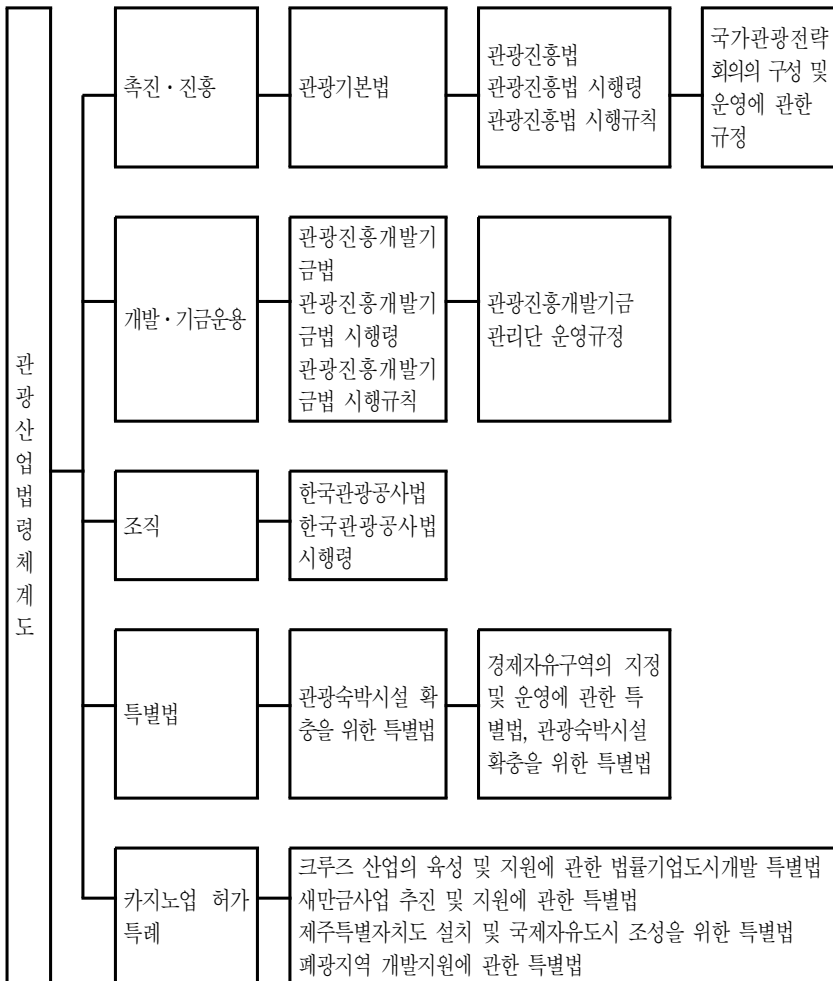 관광산업법령체계도
촉진·진흥
관광기본법
관광진흥법
관광진흥법 시행령
관광진흥법 시행규칙
국가관광전략
회의의 구성 및
운영에 관한
규정
개발·기금운용
관광진흥개발기
금법
관광진흥개발기
금법 시행령
관광진흥개발기
금법 시행규칙
관광진흥개발기금
관리단 운영규정
조직
한국관광공사법
한국관광공사법
시행령
특별법
관광숙박시설 확
충을 위한 특별법
경제자유구역의 지정
및 운영에 관한 특
별법, 관광숙박시설
확충을 위한 특별법
카지노업 허가
특례
크루즈 산업의 육성 및 지원에 관한 법률기업도시개발 특별법
새만금사업 추진 및 지원에 관한 특별법
제주특별자치도 설치 및 국제자유도시 조성을 위한 특별법
폐광지역 개발지원에 관한 특별법